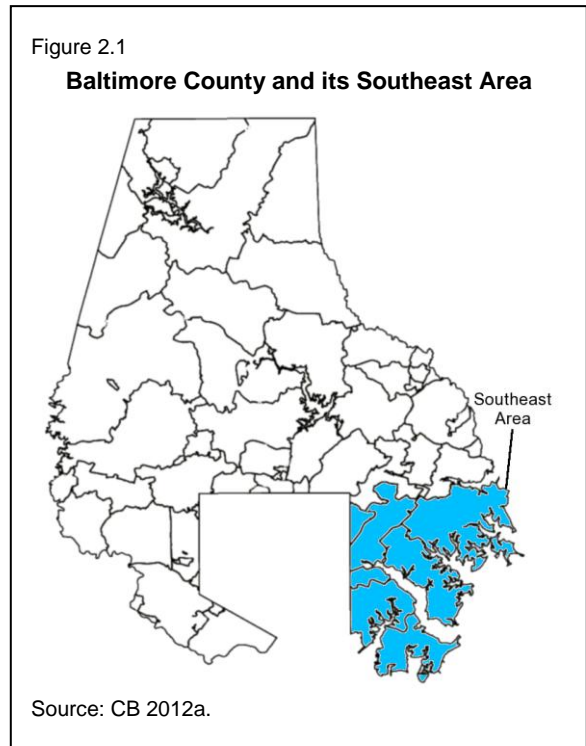 Figure 2.1
Baltimore County and its Southeast Area
Southeast
Area
Source: CB 2012a.